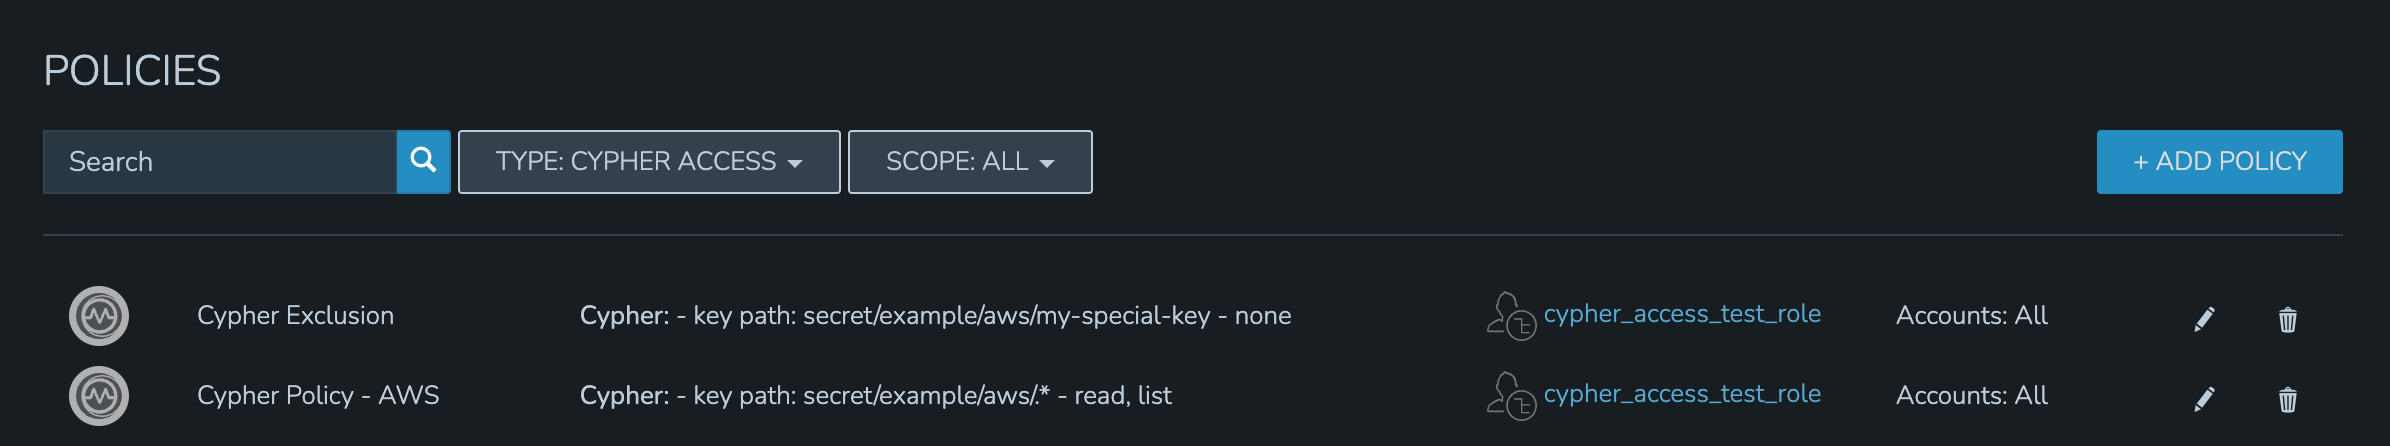 POLICIES
Search TYPE: CYPHER ACCESS SCOPE: ALL + ADD POLICY
Cypher Exclusion Cypher: - key path: secret/example/aws/my-special-key - none cypher_access_test_role Accounts: All
Cypher Policy - AWS Cypher: - key path: secret/example/aws/.* - read, list cypher_access_test_role Accounts: All